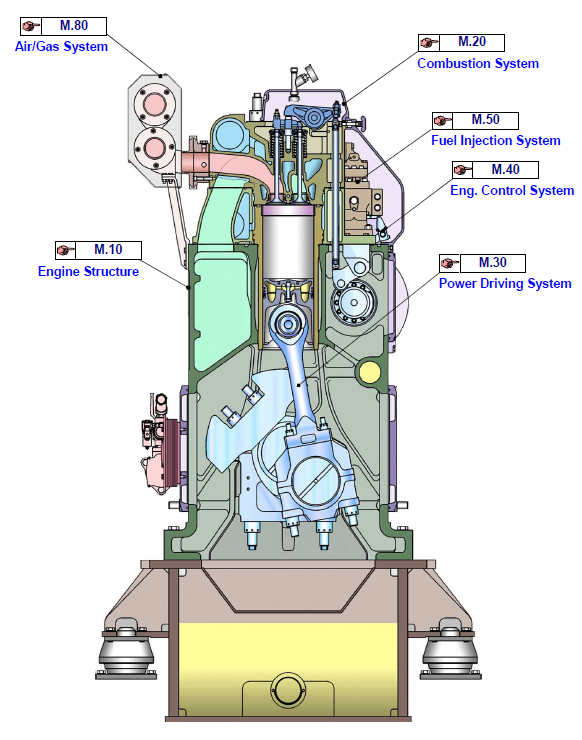 M.80
Air/Gas System
M.20
Combustion System
M.50
Fuel Injection System
M.40
Eng. Control System
M.10
Engine Structure
M.30
Power Driving System